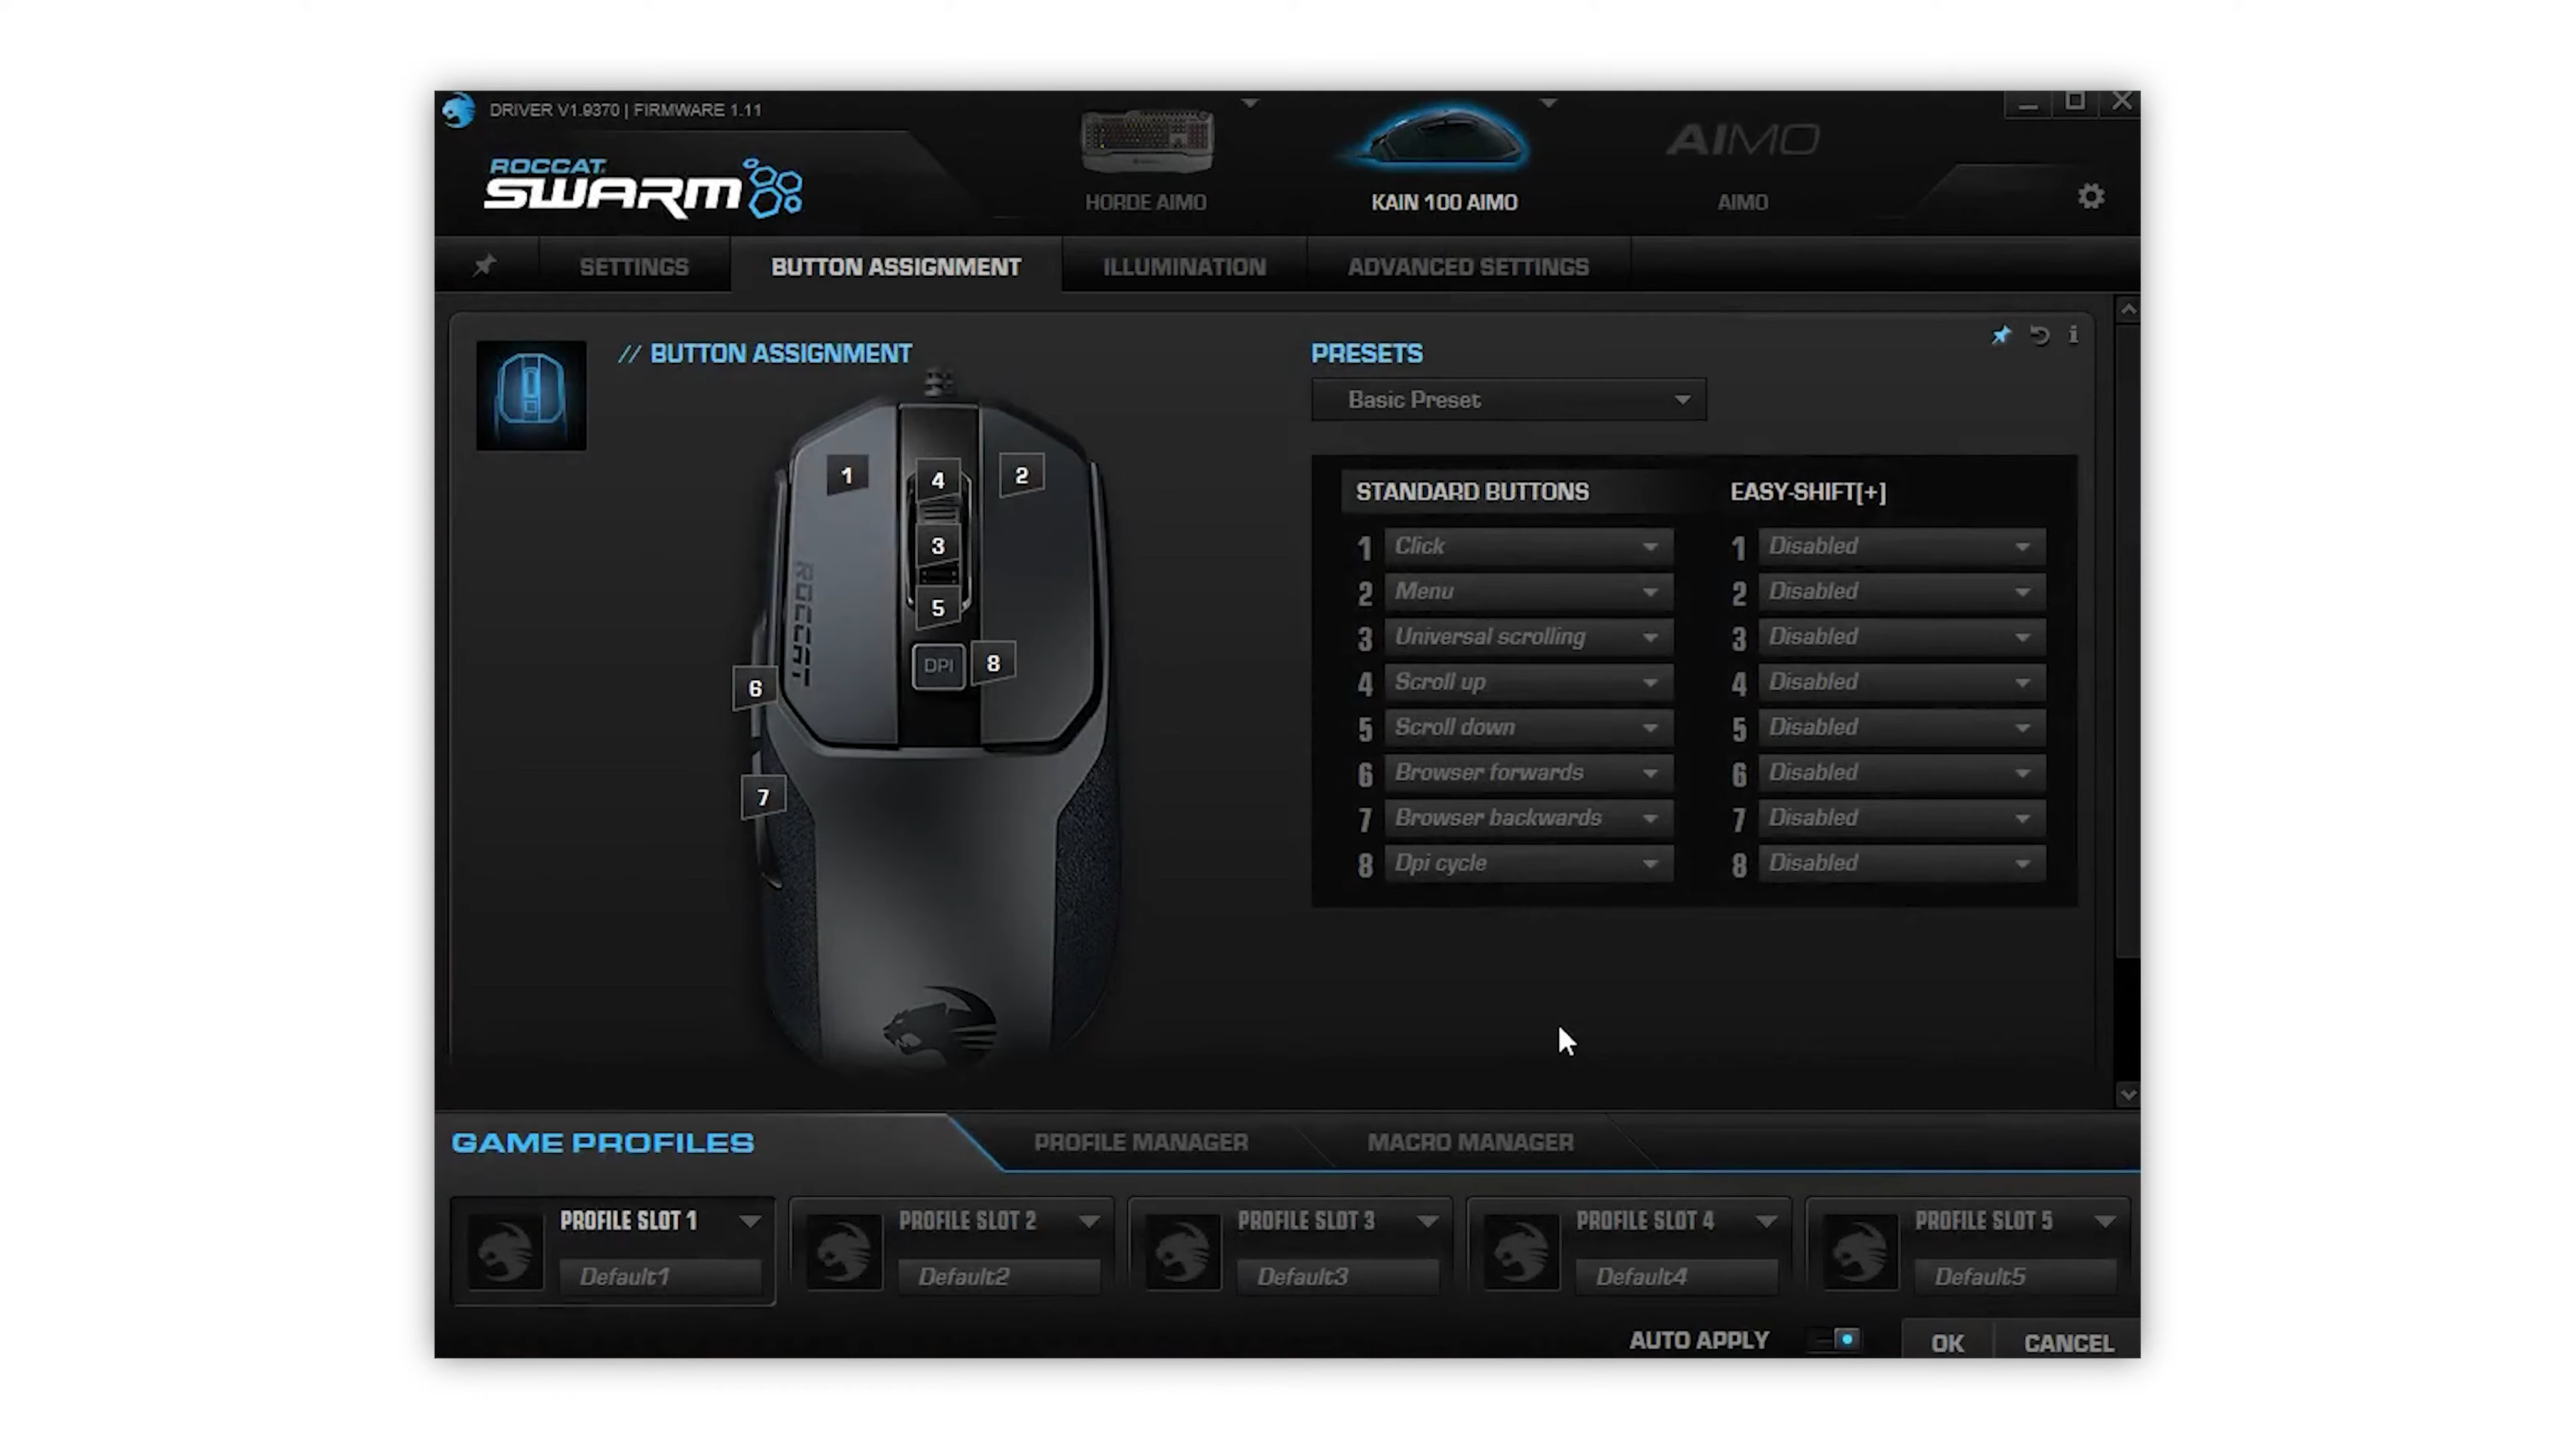 DRIVER V1.9370 | FIRMWARE 1.11
ROCCAT
SWARM
AIMO
HORDE AIMO
KAIN 100 AIMO
AIMO
SETTINGS
BUTTON ASSIGNMENT
ILLUMINATION
ADVANCED SETTINGS
// BUTTON ASSIGNMENT
1
4
2
3
5
DPI
8
6
7
ROCCAT
PRESETS
Basic Preset
STANDARD BUTTONS EASY-SHIFT[+]
1 Click 1 Disabled
2 Menu 2 Disabled
3 Universal scrolling 3 Disabled
4 Scroll up 4 Disabled
5 Scroll down 5 Disabled
6 Browser forwards 6 Disabled
7 Browser backwards 7 Disabled
8 Dpi cycle 8 Disabled
GAME PROFILES
PROFILE MANAGER
MACRO MANAGER
PROFILE SLOT 1
Default1
PROFILE SLOT 2
Default2
PROFILE SLOT 3
Default3
PROFILE SLOT 4
Default4
PROFILE SLOT 5
Default5
AUTO APPLY
OK
CANCEL